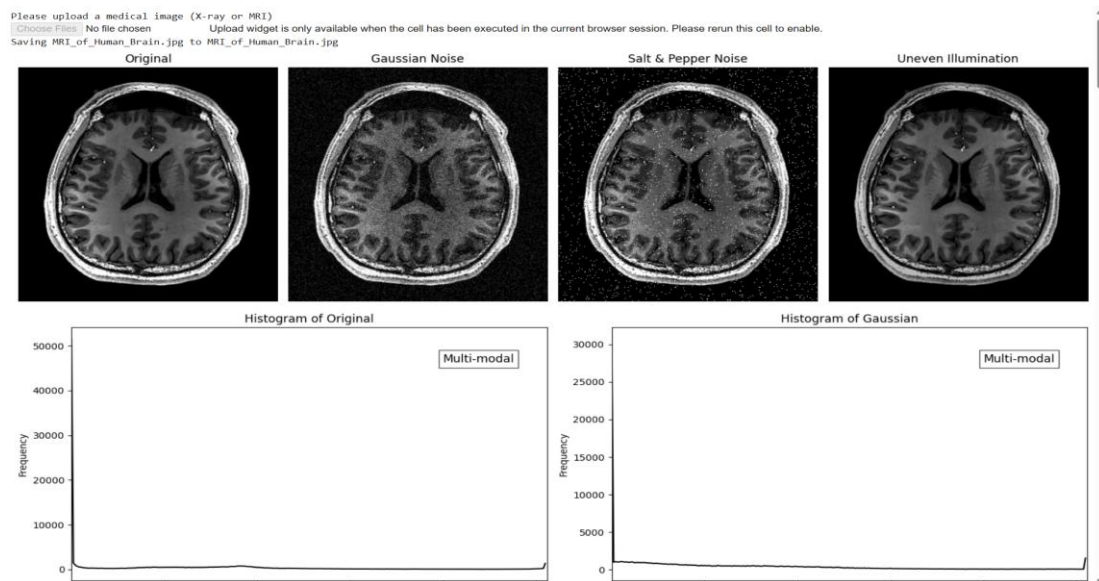 Please upload a medical image (X-ray or MRI)
Choose Files No file chosen Upload widget is only available when the cell has been executed in the current browser session. Please rerun this cell to enable.
Saving MRI_of_Human_Brain.jpg to MRI_of_Human_Brain.jpg
Original Gaussian Noise Salt & Pepper Noise Uneven Illumination
Histogram of Original
Multi-modal
Frequency
50000
40000
30000
20000
10000
0
Histogram of Gaussian
Multi-modal
Frequency
30000
25000
20000
15000
10000
5000
0